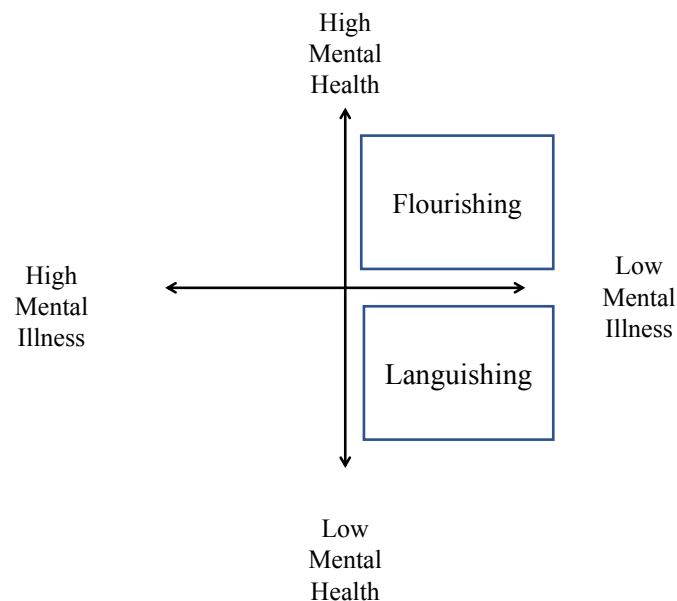 High
Mental
Health
Flourishing
High
Mental
Illness
Low
Mental
Illness
Languishing
Low
Mental
Health